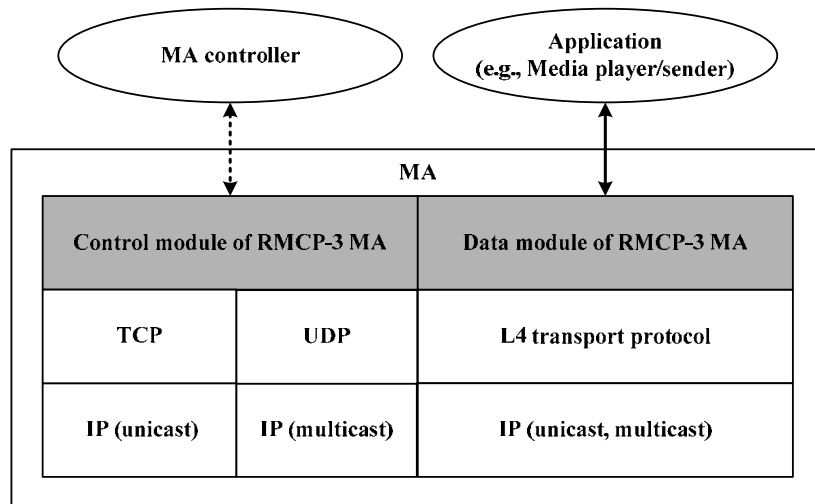 MA controller
Application
(e.g., Media player/sender)
MA
Control module of RMCP-3 MA
Data module of RMCP-3 MA
TCP
UDP
L4 transport protocol
IP (unicast)
IP (multicast)
IP (unicast, multicast)